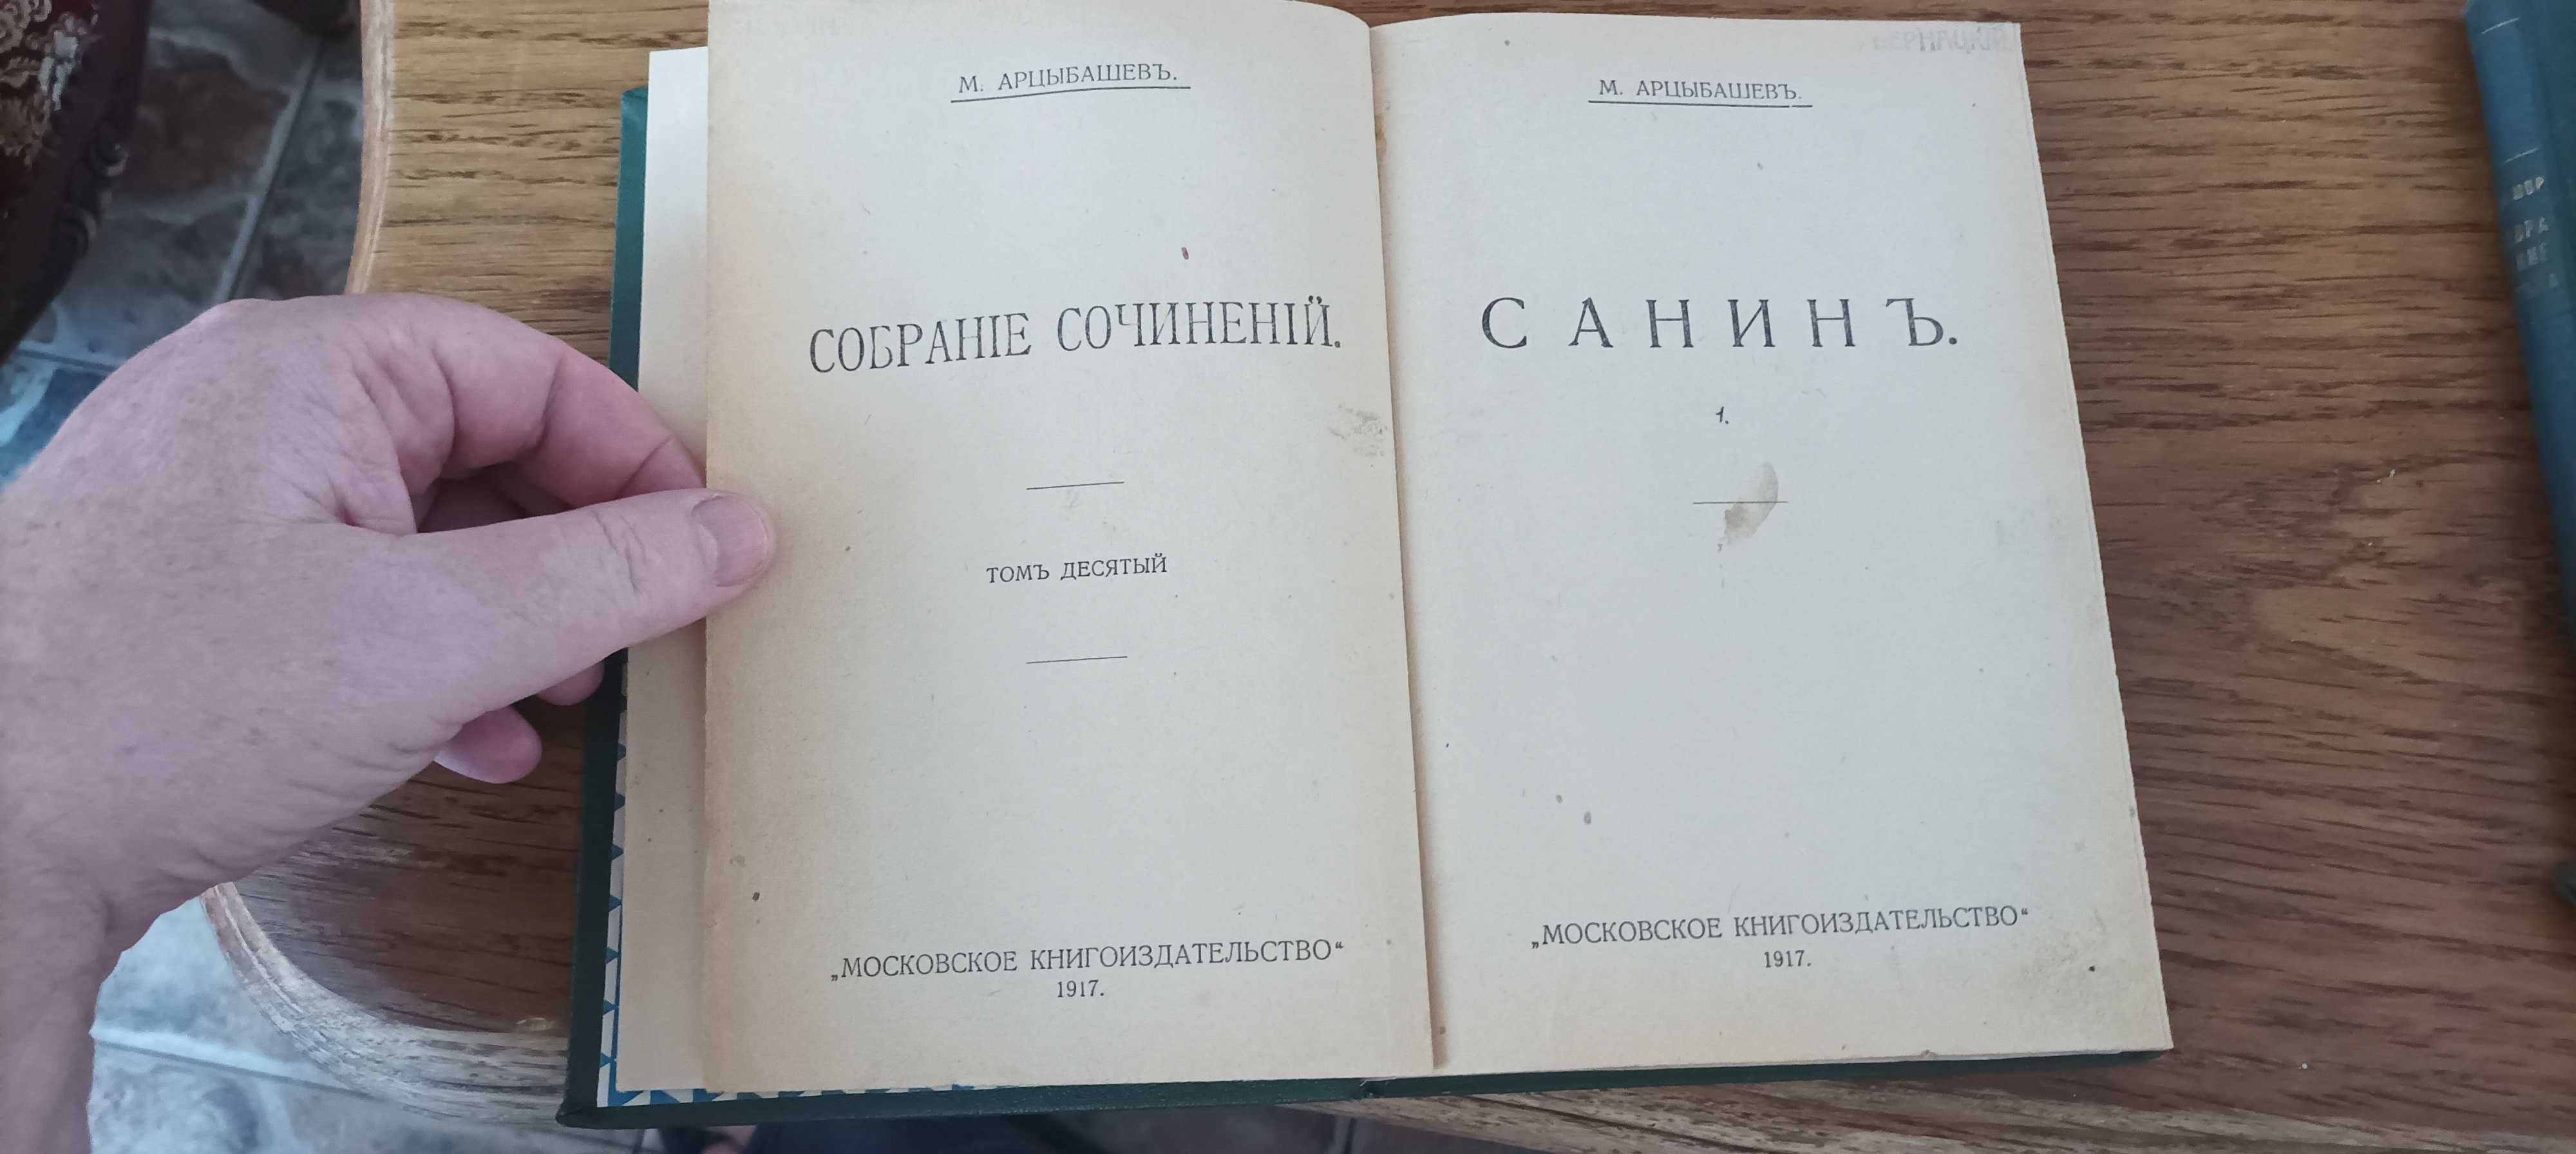 М. АРЦЫБАШЕВЪ.
СОБРАНІЕ СОЧИНЕНІЙ.
ТОМЪ ДЕСЯТЫЙ
„МОСКОВСКОЕ КНИГОИЗДАТЕЛЬСТВО“
1917.
М. АРЦЫБАШЕВЪ.
САНИНЪ.
1.
„МОСКОВСКОЕ КНИГОИЗДАТЕЛЬСТВО“
1917.